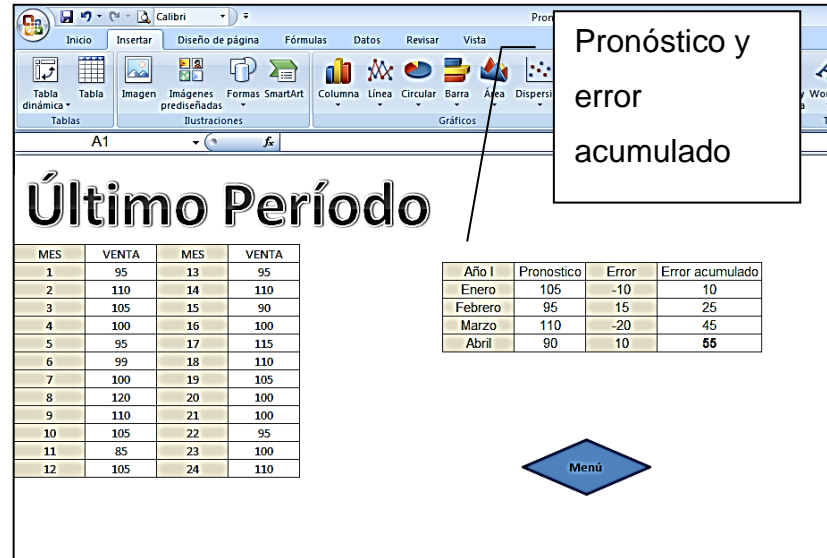 Calibri
Pron
Inicio Insertar Diseño de página Fórmulas Datos Revisar Vista
Tabla dinámica Tabla Imagen Imágenes prediseñadas Formas SmartArt Columna Línea Circular Barra Área Dispersi
Tablas Ilustraciones Gráficos
A1 fx
Pronóstico y
error
acumulado
Último Período
MES VENTA MES VENTA
1 95 13 95
2 110 14 110
3 105 15 90
4 100 16 100
5 95 17 115
6 99 18 110
7 100 19 105
8 120 20 100
9 110 21 100
10 105 22 95
11 85 23 100
12 105 24 110
Año I Pronostico Error Error acumulado
Enero 105 -10 10
Febrero 95 15 25
Marzo 110 -20 45
Abril 90 10 55
Menú